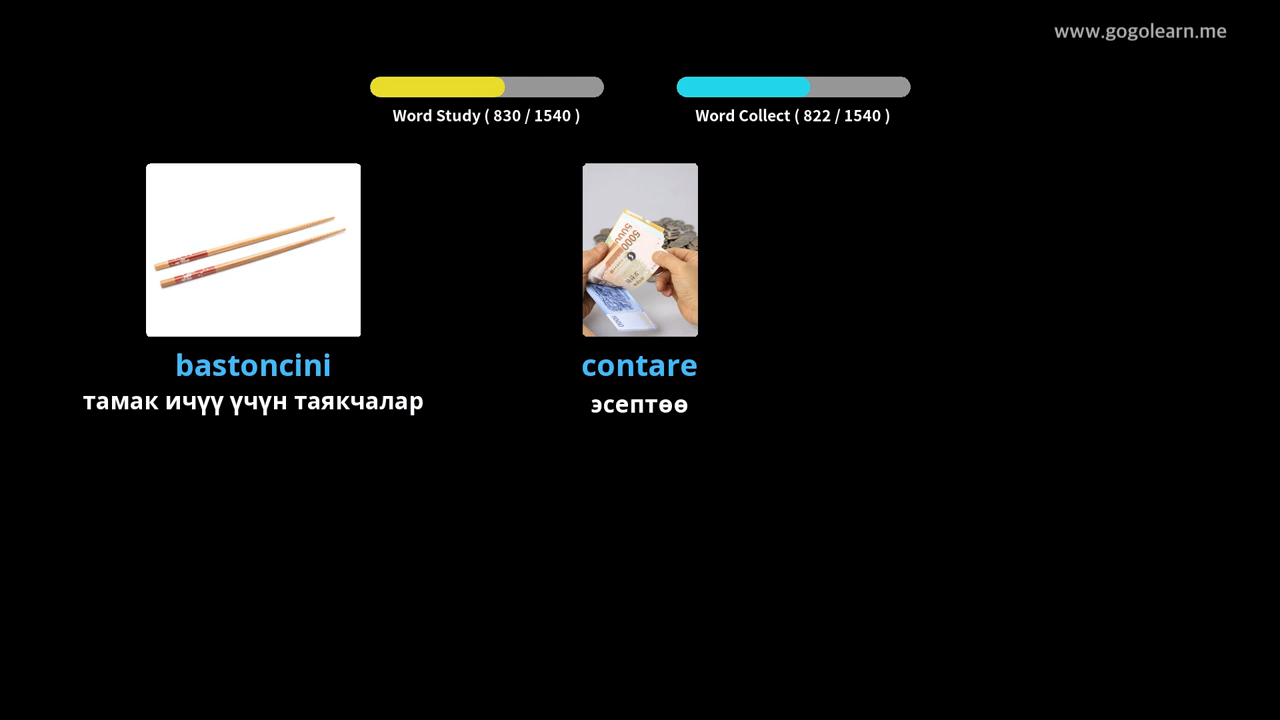 www.gogolearn.me
Word Study ( 830 / 1540 )
Word Collect ( 822 / 1540 )
bastoncini
тамак ичүү үчүн таякчалар
contare
эсептөө